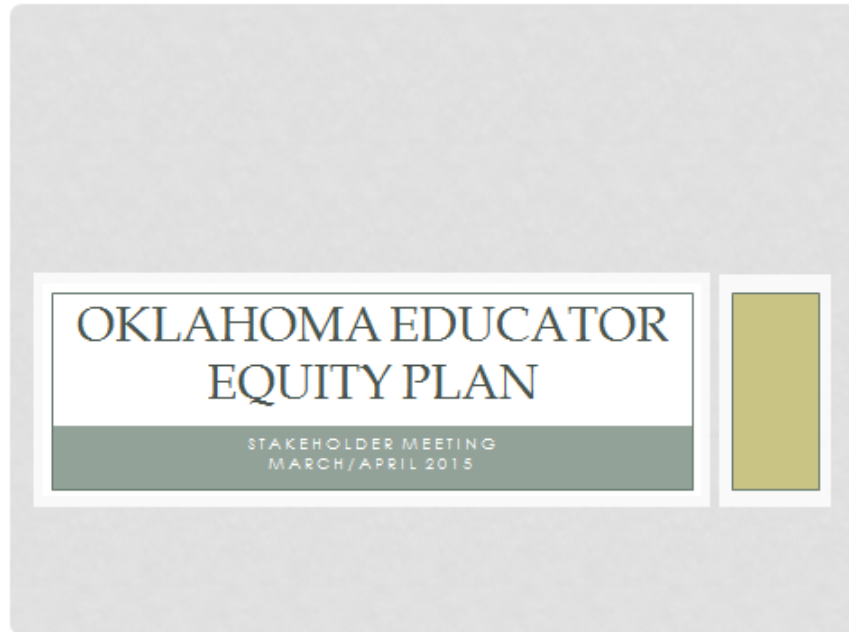 OKLAHOMA EDUCATOR
EQUITY PLAN
STAKEHOLDER MEETING
MARCH/APRIL 2015